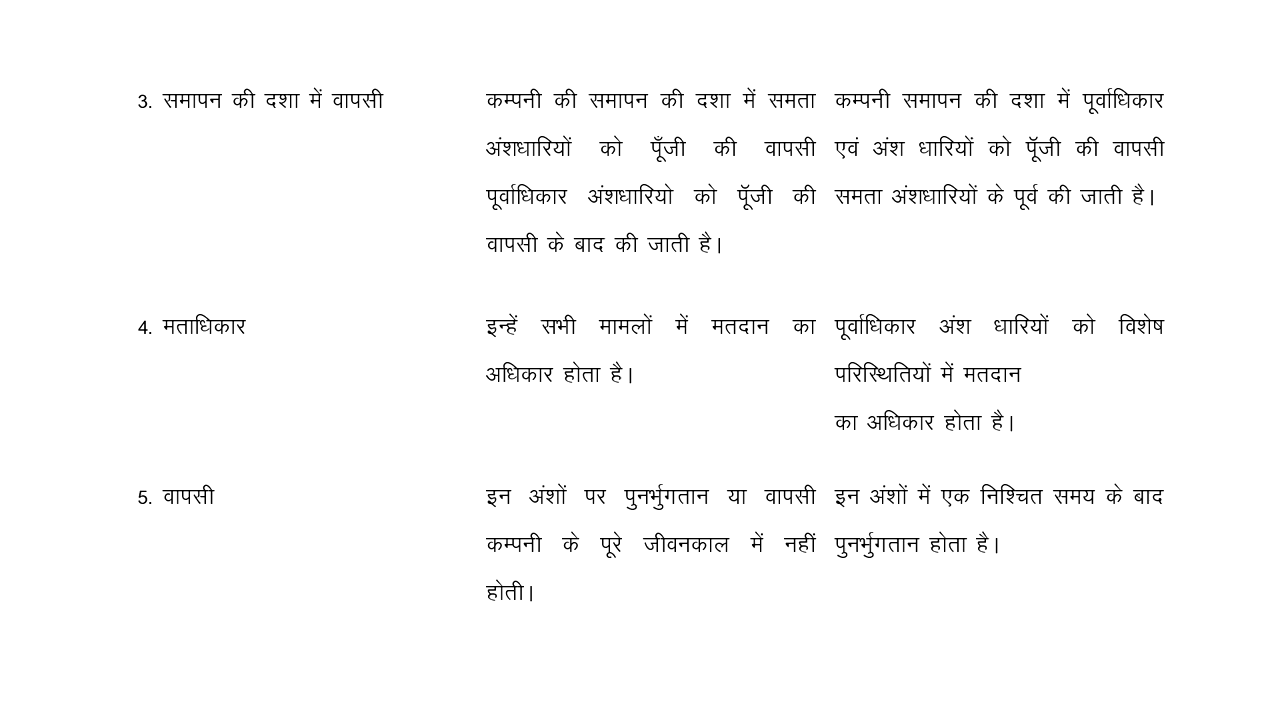 3. समापन की दशा में वापसी
कम्पनी की समापन की दशा में समता
अंशधारियों को पूँजी की वापसी
पूर्वाधिकार अंशधारियो को पूॅजी की
वापसी के बाद की जाती है।
कम्पनी समापन की दशा में पूर्वाधिकार
एवं अंश धारियों को पूॅजी की वापसी
समता अंशधारियों के पूर्व की जाती है।
4. मताधिकार
इन्हें सभी मामलों में मतदान का
अधिकार होता है।
पूर्वाधिकार अंश धारियों को विशेष
परिस्थितियों में मतदान
का अधिकार होता है।
5. वापसी
इन अंशों पर पुनर्भुगतान या वापसी
कम्पनी के पूरे जीवनकाल में नहीं
होती।
इन अंशों में एक निश्चित समय के बाद
पुनर्भुगतान होता है।